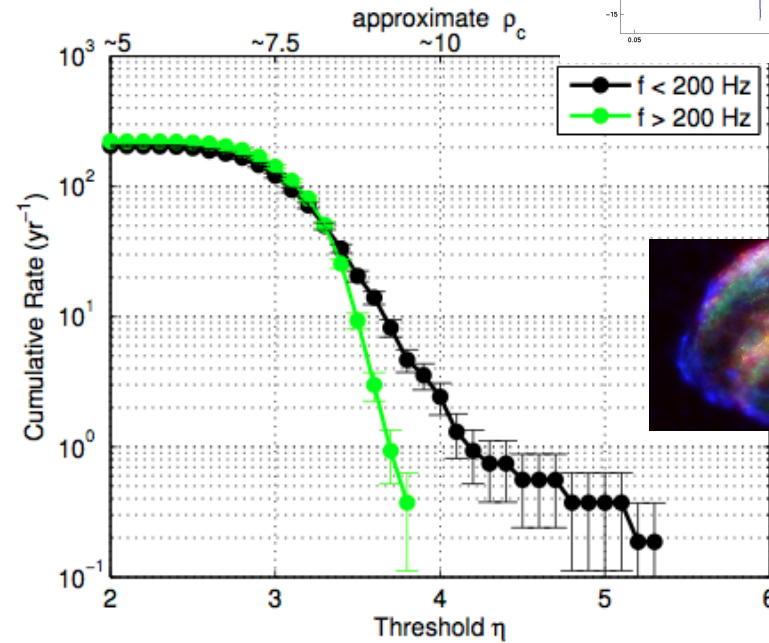 -15
0.05
approximate ρc
~5 ~7.5 ~10
10³
10²
10¹
10⁰
10⁻¹
Cumulative Rate (yr⁻¹)
f < 200 Hz
f > 200 Hz
2 3 4 5 6
Threshold η